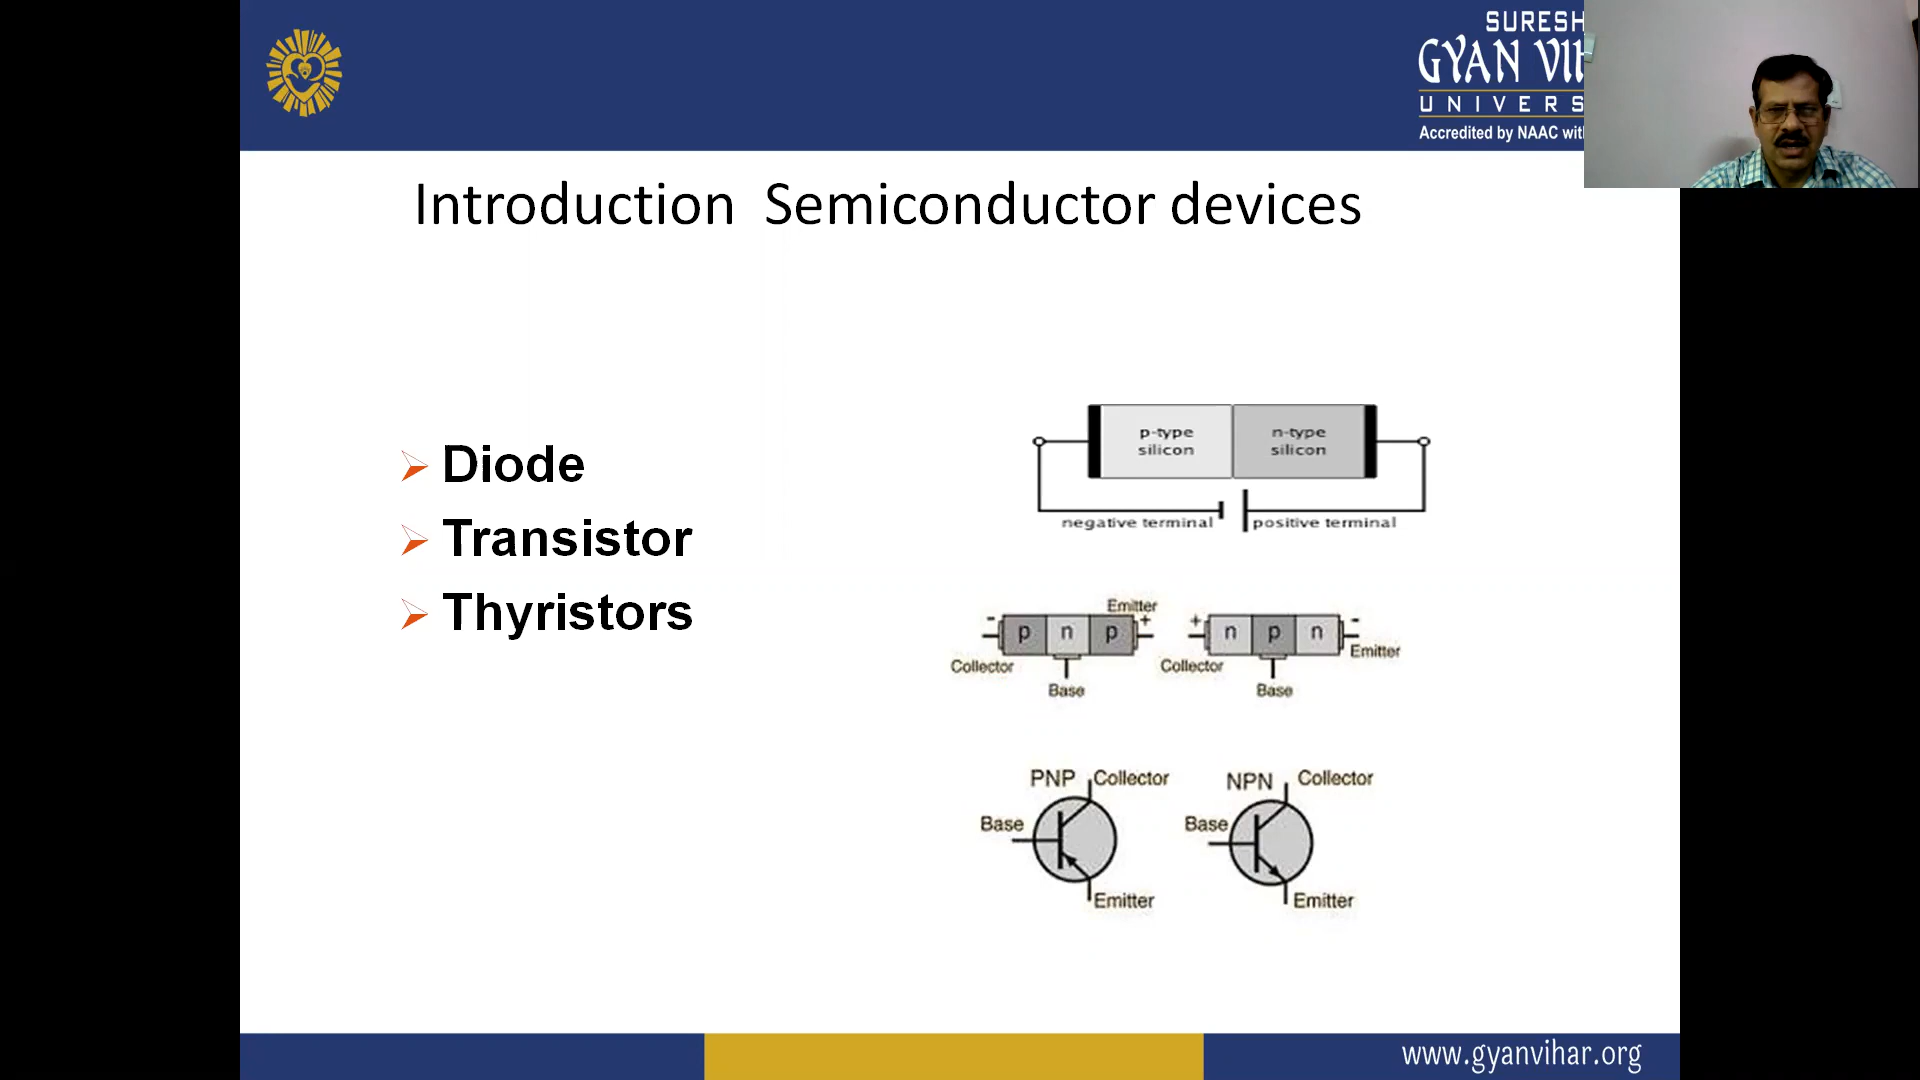 SURESH
GYAN VIH
UNIVERS
Accredited by NAAC with
Introduction  Semiconductor devices
Diode
Transistor
Thyristors
p-type
silicon
n-type
silicon
negative terminal
positive terminal
Emitter
- p n p +
Collector
Base
+ n p n -
Collector
Emitter
Base
PNP Collector
Base
Emitter
NPN Collector
Base
Emitter
www.gyanvihar.org